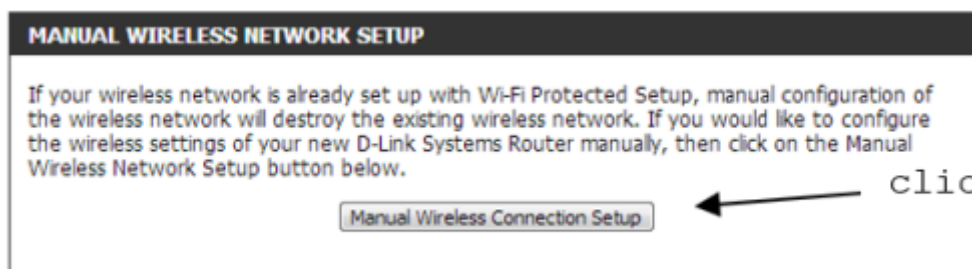 MANUAL WIRELESS NETWORK SETUP
If your wireless network is already set up with Wi-Fi Protected Setup, manual configuration of
the wireless network will destroy the existing wireless network. If you would like to configure
the wireless settings of your new D-Link Systems Router manually, then click on the Manual
Wireless Network Setup button below.
clic
Manual Wireless Connection Setup